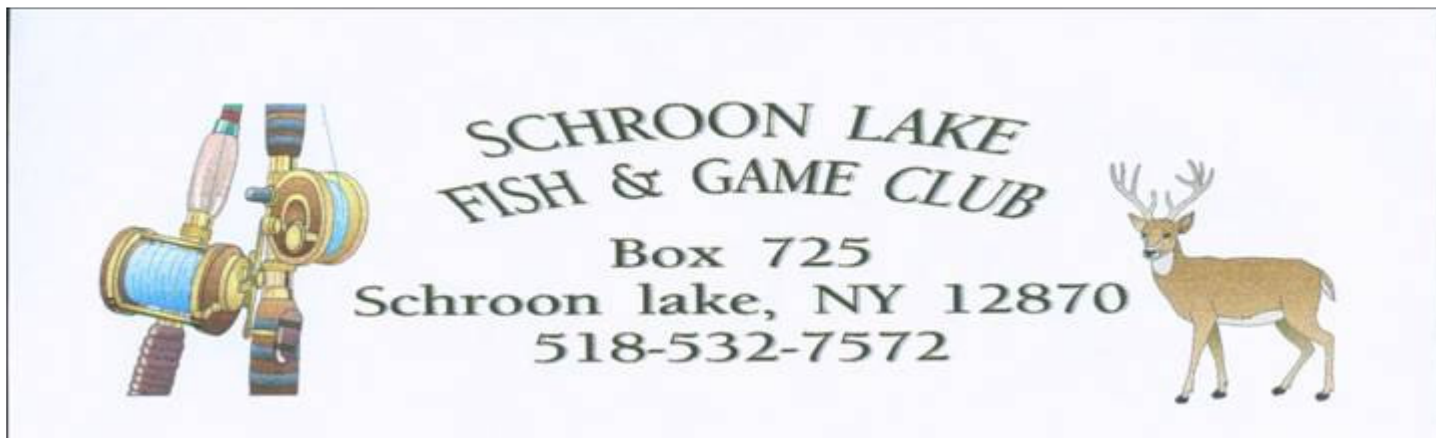 SCHROON LAKE
FISH & GAME CLUB
Box 725
Schroon lake, NY 12870
518-532-7572